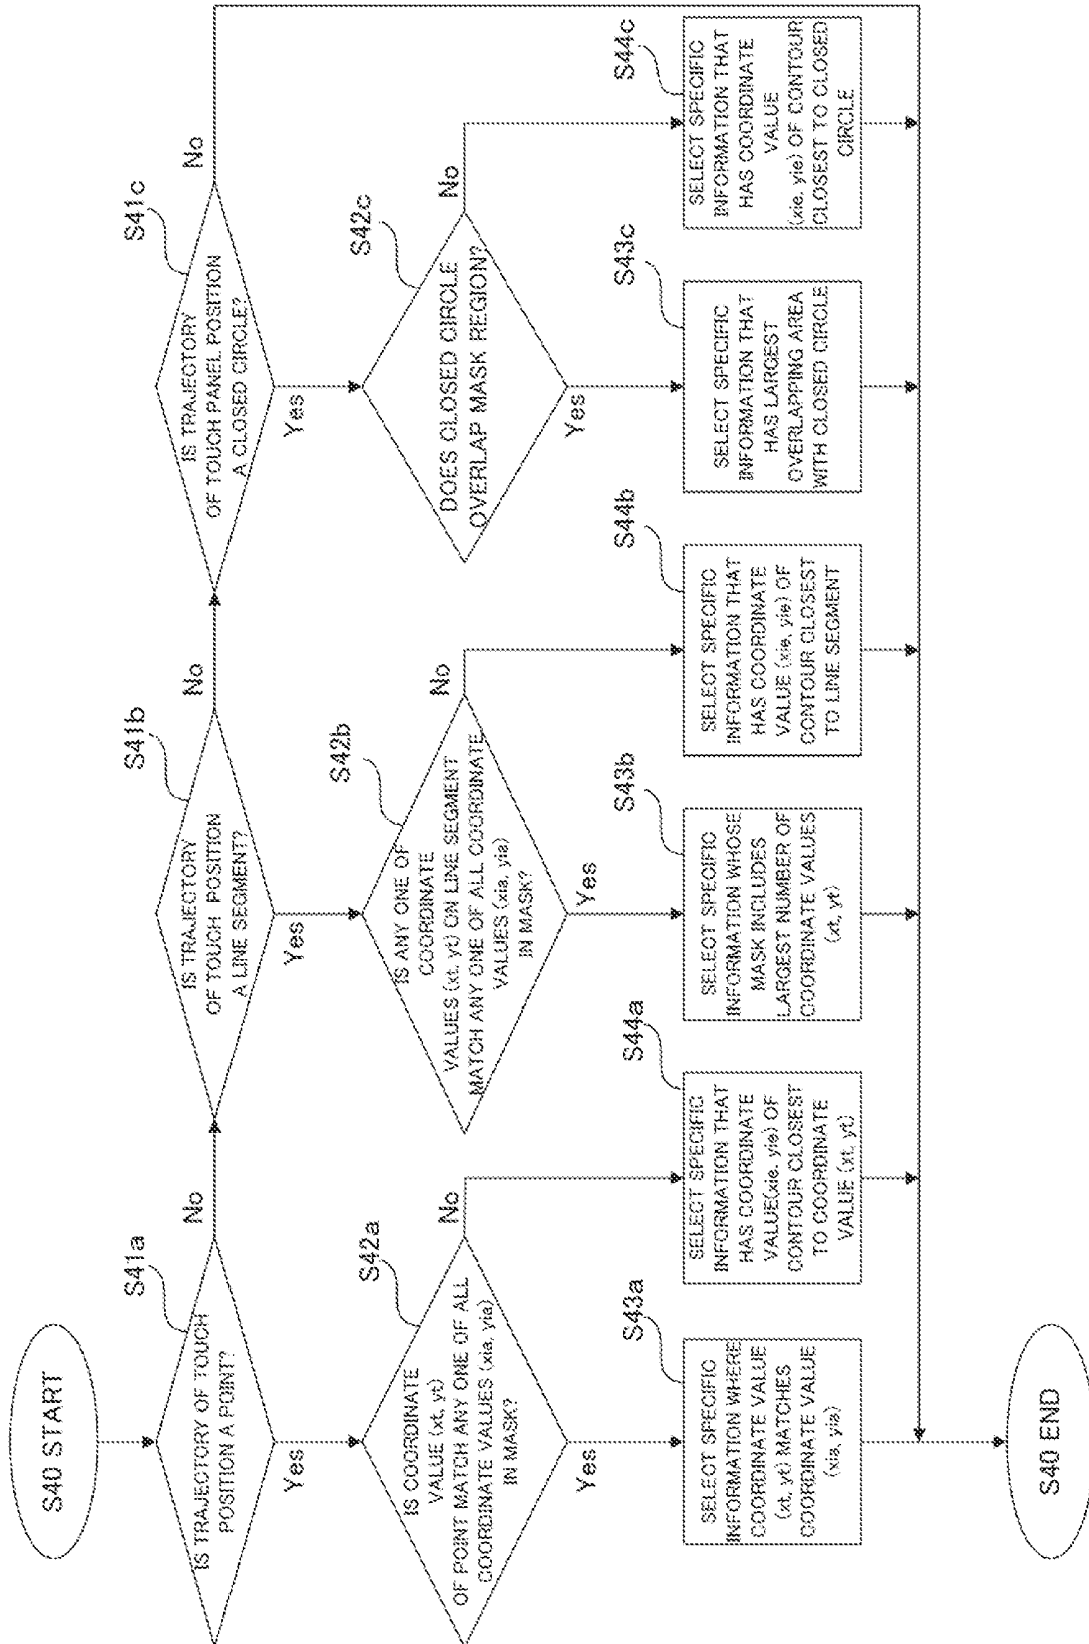 S40 START
S41a
IS TRAJECTORY OF TOUCH
POSITION A POINT?
No
Yes
S42a
IS COORDINATE
VALUE (xt, yt)
OF POINT MATCH ANY ONE OF ALL
COORDINATE VALUES (xia, yia)
IN MASK?
No
Yes
S43a
SELECT SPECIFIC
INFORMATION WHERE
COORDINATE VALUE
(xt, yt) MATCHES
COORDINATE VALUE
(xia, yia)
S44a
SELECT SPECIFIC
INFORMATION THAT
HAS COORDINATE
VALUE(xie, yie) OF
CONTOUR CLOSEST
TO COORDINATE
VALUE (xt, yt)
S41b
IS TRAJECTORY
OF TOUCH POSITION
A LINE SEGMENT?
No
Yes
S42b
IS ANY ONE OF
COORDINATE
VALUES (xt, yt) ON LINE SEGMENT
MATCH ANY ONE OF ALL COORDINATE
VALUES (xia, yia)
IN MASK?
No
Yes
S43b
SELECT SPECIFIC
INFORMATION WHOSE
MASK INCLUDES
LARGEST NUMBER OF
COORDINATE VALUES
(xt, yt)
S44b
SELECT SPECIFIC
INFORMATION THAT
HAS COORDINATE
VALUE (xie, yie) OF
CONTOUR CLOSEST
TO LINE SEGMENT
S41c
IS TRAJECTORY
OF TOUCH PANEL POSITION
A CLOSED CIRCLE?
No
Yes
S42c
DOES CLOSED CIRCLE
OVERLAP MASK REGION?
No
Yes
S43c
SELECT SPECIFIC
INFORMATION THAT
HAS LARGEST
OVERLAPPING AREA
WITH CLOSED CIRCLE
S44c
SELECT SPECIFIC
INFORMATION THAT
HAS COORDINATE
VALUE
(xie, yie) OF CONTOUR
CLOSEST TO CLOSED
CIRCLE
S40 END